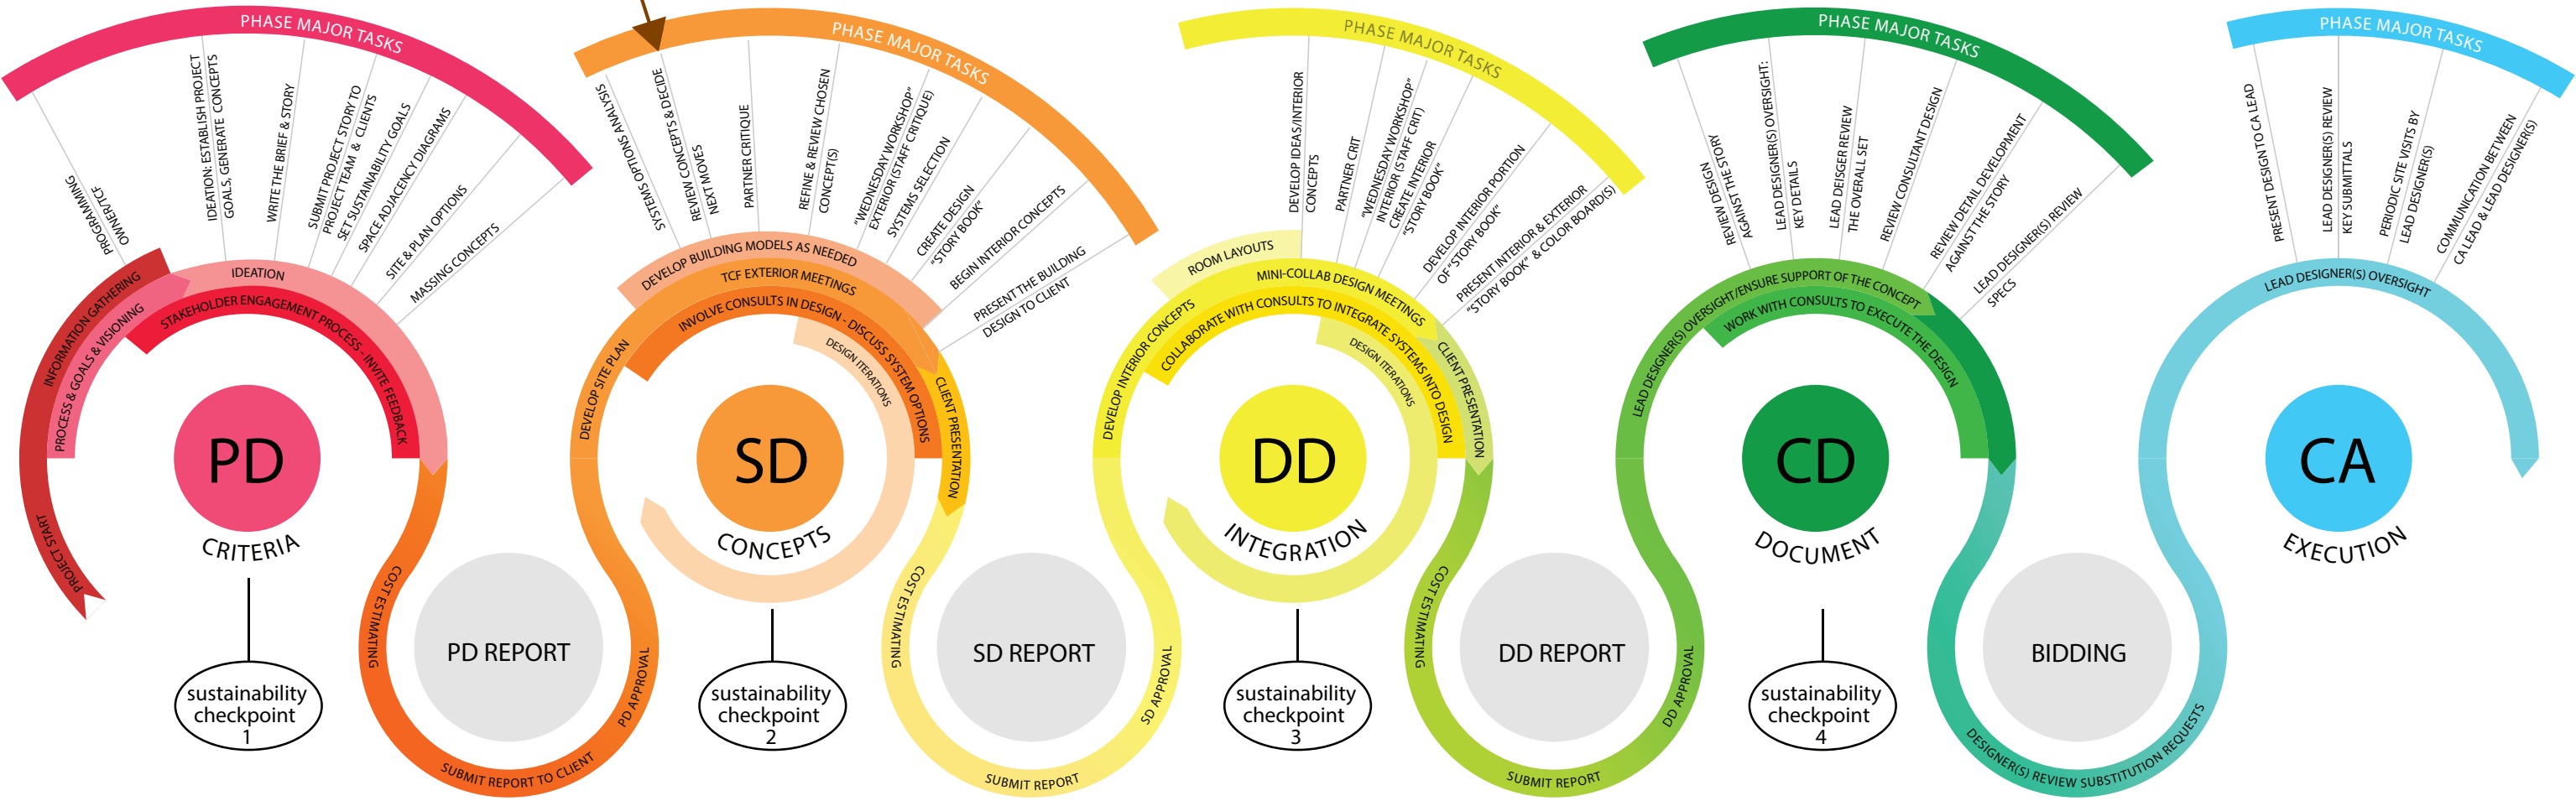 PHASE MAJOR TASKS
PROGRAMMING
OWNER/TCF
IDEATION: ESTABLISH PROJECT
GOALS, GENERATE CONCEPTS
WRITE THE BRIEF & STORY
SUBMIT PROJECT STORY TO
PROJECT TEAM & CLIENTS
SET SUSTAINABILITY GOALS
SPACE ADJACENCY DIAGRAMS
SITE & PLAN OPTIONS
MASSING CONCEPTS
PROJECT START
INFORMATION GATHERING
PROCESS & GOALS & VISIONING
IDEATION
STAKEHOLDER ENGAGEMENT PROCESS - INVITE FEEDBACK
PD
CRITERIA
sustainability
checkpoint
1
COST ESTIMATING
SUBMIT REPORT TO CLIENT
PD APPROVAL
PD REPORT
PHASE MAJOR TASKS
SYSTEMS OPTIONS ANALYSIS
REVIEW CONCEPTS & DECIDE
NEXT MOVES
PARTNER CRITIQUE
REFINE & REVIEW CHOSEN
CONCEPT(S)
"WEDNESDAY WORKSHOP"
EXTERIOR (STAFF CRITIQUE)
SYSTEMS SELECTION
CREATE DESIGN
"STORY BOOK"
BEGIN INTERIOR CONCEPTS
PRESENT THE BUILDING
DESIGN TO CLIENT
DEVELOP SITE PLAN
DEVELOP BUILDING MODELS AS NEEDED
TCF EXTERIOR MEETINGS
INVOLVE CONSULTS IN DESIGN - DISCUSS SYSTEM OPTIONS
DESIGN ITERATIONS
CLIENT PRESENTATION
SD
CONCEPTS
sustainability
checkpoint
2
COST ESTIMATING
SUBMIT REPORT
SD APPROVAL
SD REPORT
PHASE MAJOR TASKS
DEVELOP IDEAS/INTERIOR
CONCEPTS
PARTNER CRIT
"WEDNESDAY WORKSHOP"
INTERIOR (STAFF CRIT)
CREATE INTERIOR
"STORY BOOK"
DEVELOP INTERIOR PORTION
OF "STORY BOOK"
PRESENT INTERIOR & EXTERIOR
"STORY BOOK" & COLOR BOARD(S)
DEVELOP INTERIOR CONCEPTS
ROOM LAYOUTS
MINI-COLLAB DESIGN MEETINGS
COLLABORATE WITH CONSULTS TO INTEGRATE SYSTEMS INTO DESIGN
DESIGN ITERATIONS
CLIENT PRESENTATION
DD
INTEGRATION
sustainability
checkpoint
3
COST ESTIMATING
SUBMIT REPORT
DD APPROVAL
DD REPORT
PHASE MAJOR TASKS
REVIEW DESIGN
AGAINST THE STORY
LEAD DESIGNER(S) OVERSIGHT:
KEY DETAILS
LEAD DEISGER REVIEW
THE OVERALL SET
REVIEW CONSULTANT DESIGN
REVIEW DETAIL DEVELOPMENT
AGAINST THE STORY
LEAD DESIGNER(S) REVIEW
SPECS
LEAD DESIGNER(S) OVERSIGHT/ENSURE SUPPORT OF THE CONCEPT
WORK WITH CONSULTS TO EXECUTE THE DESIGN
CD
DOCUMENT
sustainability
checkpoint
4
DESIGNER(S) REVIEW SUBSTITUTION REQUESTS
BIDDING
PHASE MAJOR TASKS
PRESENT DESIGN TO CA LEAD
LEAD DESIGNER(S) REVIEW
KEY SUBMITTALS
PERIODIC SITE VISITS BY
LEAD DESIGNER(S)
COMMUNICATION BETWEEN
CA LEAD & LEAD DESIGNER(S)
LEAD DESIGNER(S) OVERSIGHT
CA
EXECUTION